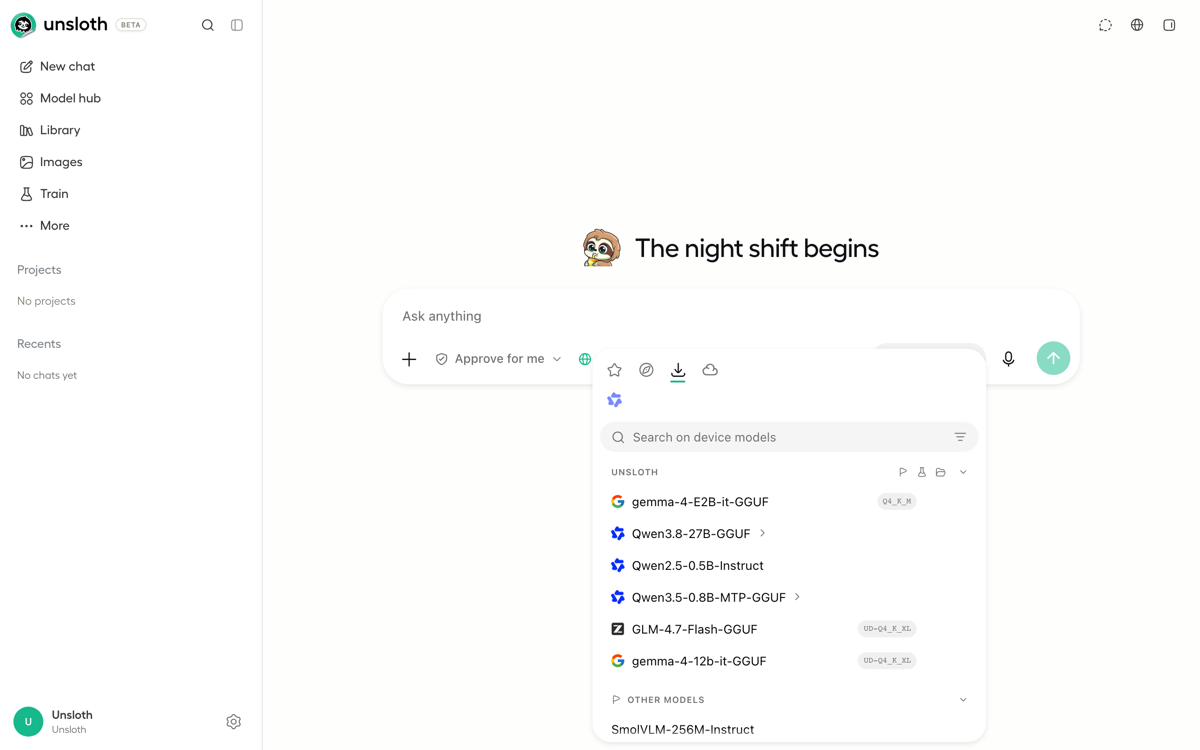 unsloth BETA
New chat
Model hub
Library
Images
Train
More
Projects
No projects
Recents
No chats yet
Unsloth
Unsloth
U
The night shift begins
Ask anything
Approve for me
Search on device models
UNSLOTH
gemma-4-E2B-it-GGUF Q4_K_M
Qwen3.8-27B-GGUF
Qwen2.5-0.5B-Instruct
Qwen3.5-0.8B-MTP-GGUF
GLM-4.7-Flash-GGUF UD-Q4_K_XL
gemma-4-12b-it-GGUF UD-Q4_K_XL
OTHER MODELS
SmolVLM-256M-Instruct